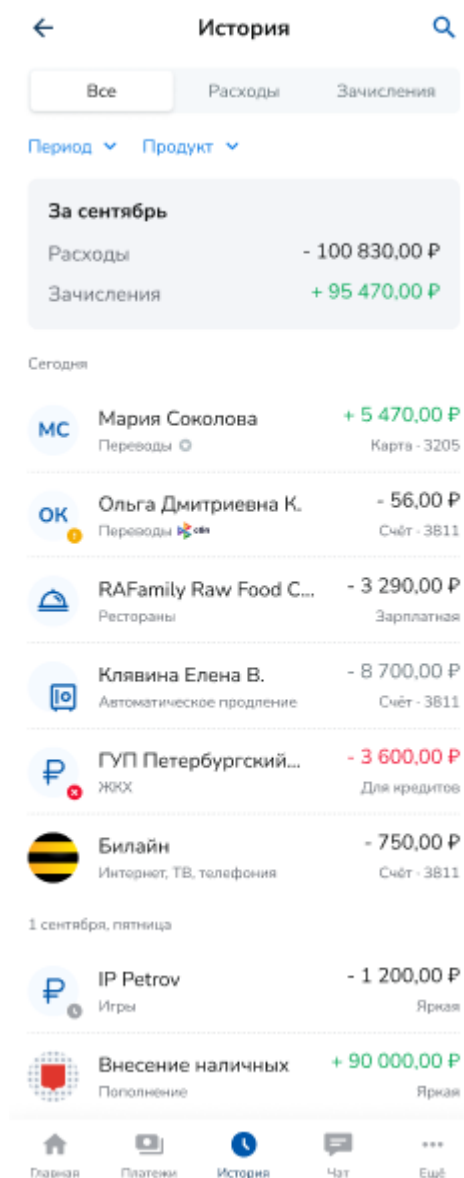 История
Все Расходы Зачисления
Период Продукт
За сентябрь
Расходы - 100 830,00 ₽
Зачисления + 95 470,00 ₽
Сегодня
МС Мария Соколова + 5 470,00 ₽
Переводы Карта · 3205
ОК Ольга Дмитриевна К. - 56,00 ₽
Переводы сбп Счёт · 3811
RAFamily Raw Food C... - 3 290,00 ₽
Рестораны Зарплатная
Клявина Елена В. - 8 700,00 ₽
Автоматическое продление Счёт · 3811
ГУП Петербургский... - 3 600,00 ₽
ЖКХ Для кредитов
Билайн - 750,00 ₽
Интернет, ТВ, телефония Счёт · 3811
1 сентября, пятница
IP Petrov - 1 200,00 ₽
Игры Яркая
Внесение наличных + 90 000,00 ₽
Пополнение Яркая
Главная Платежи История Чат Ещё